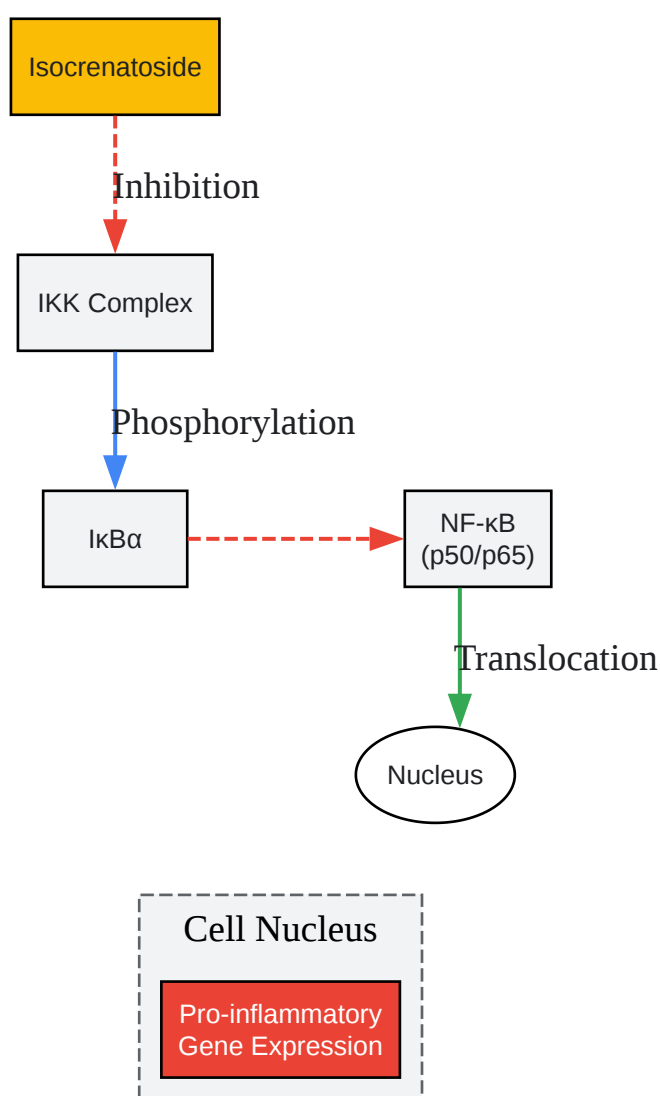 Isocrenatoside
Inhibition
IKK Complex
Phosphorylation
IκBα
NF-κB
(p50/p65)
Translocation
Nucleus
Cell Nucleus
Pro-inflammatory
Gene Expression